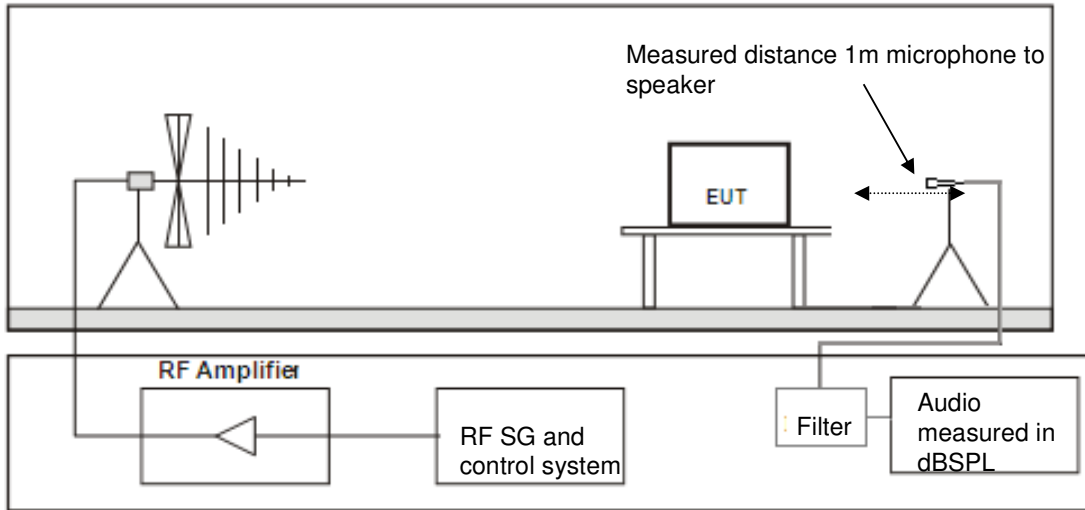 Measured distance 1m microphone to
speaker
EUT
RF Amplifier
RF SG and
control system
Filter
Audio
measured in
dBSPL